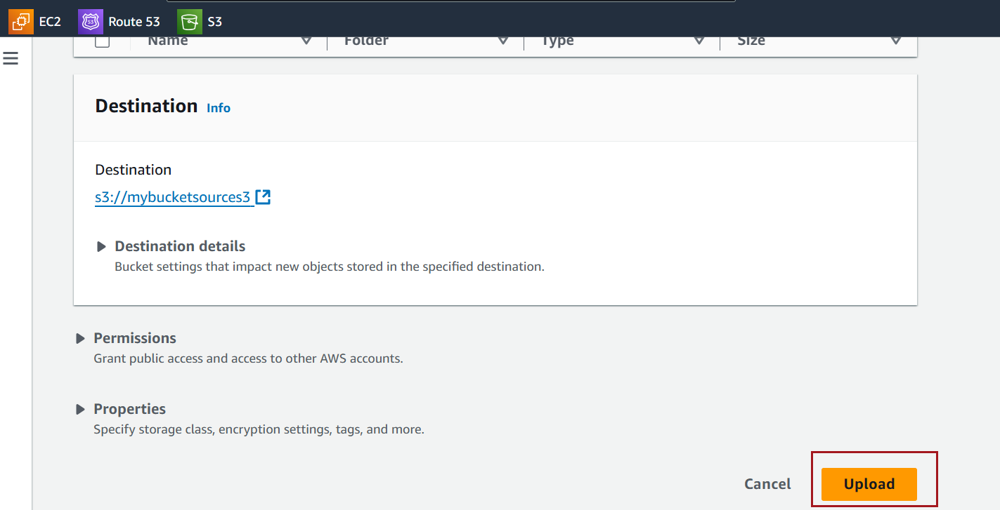 EC2 Route 53 S3
Name Folder Type Size
Destination Info
Destination
s3://mybucketsources3
Destination details
Bucket settings that impact new objects stored in the specified destination.
Permissions
Grant public access and access to other AWS accounts.
Properties
Specify storage class, encryption settings, tags, and more.
Cancel Upload